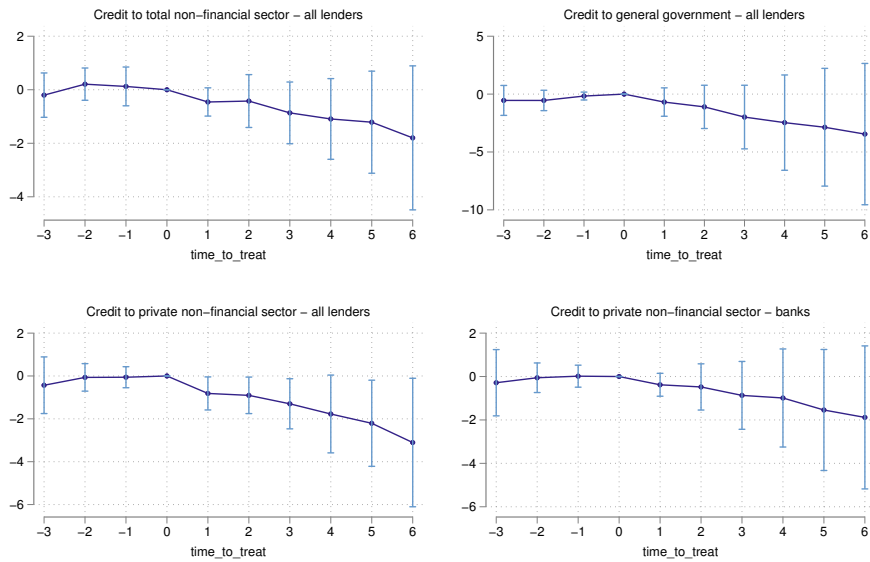 Credit to total non−financial sector − all lenders
2
0
−2
−4
−3 −2 −1 0 1 2 3 4 5 6
time_to_treat
Credit to general government − all lenders
5
0
−5
−10
−3 −2 −1 0 1 2 3 4 5 6
time_to_treat
Credit to private non−financial sector − all lenders
2
0
−2
−4
−6
−3 −2 −1 0 1 2 3 4 5 6
time_to_treat
Credit to private non−financial sector − banks
2
0
−2
−4
−6
−3 −2 −1 0 1 2 3 4 5 6
time_to_treat